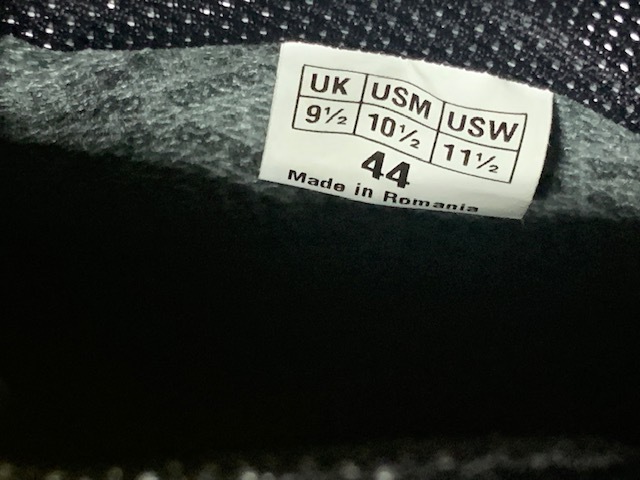 UK USM USW
9½ 10½ 11½
44
Made in Romania